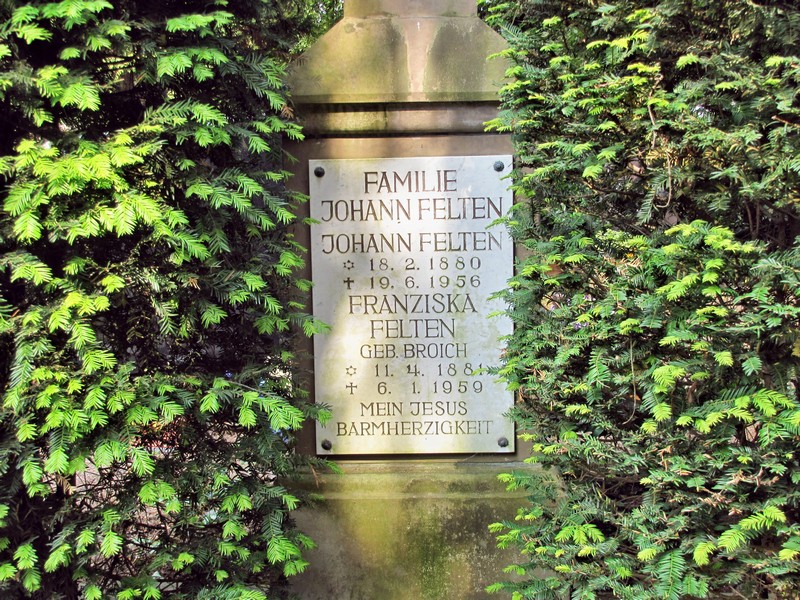 FAMILIE
JOHANN FELTEN
JOHANN FELTEN
✡ 18. 2. 1880
✝ 19. 6. 1956
FRANZISKA
FELTEN
GEB. BROICH
✡ 11. 4. 1881
✝ 6. 1. 1959
MEIN JESUS
BARMHERZIGKEIT